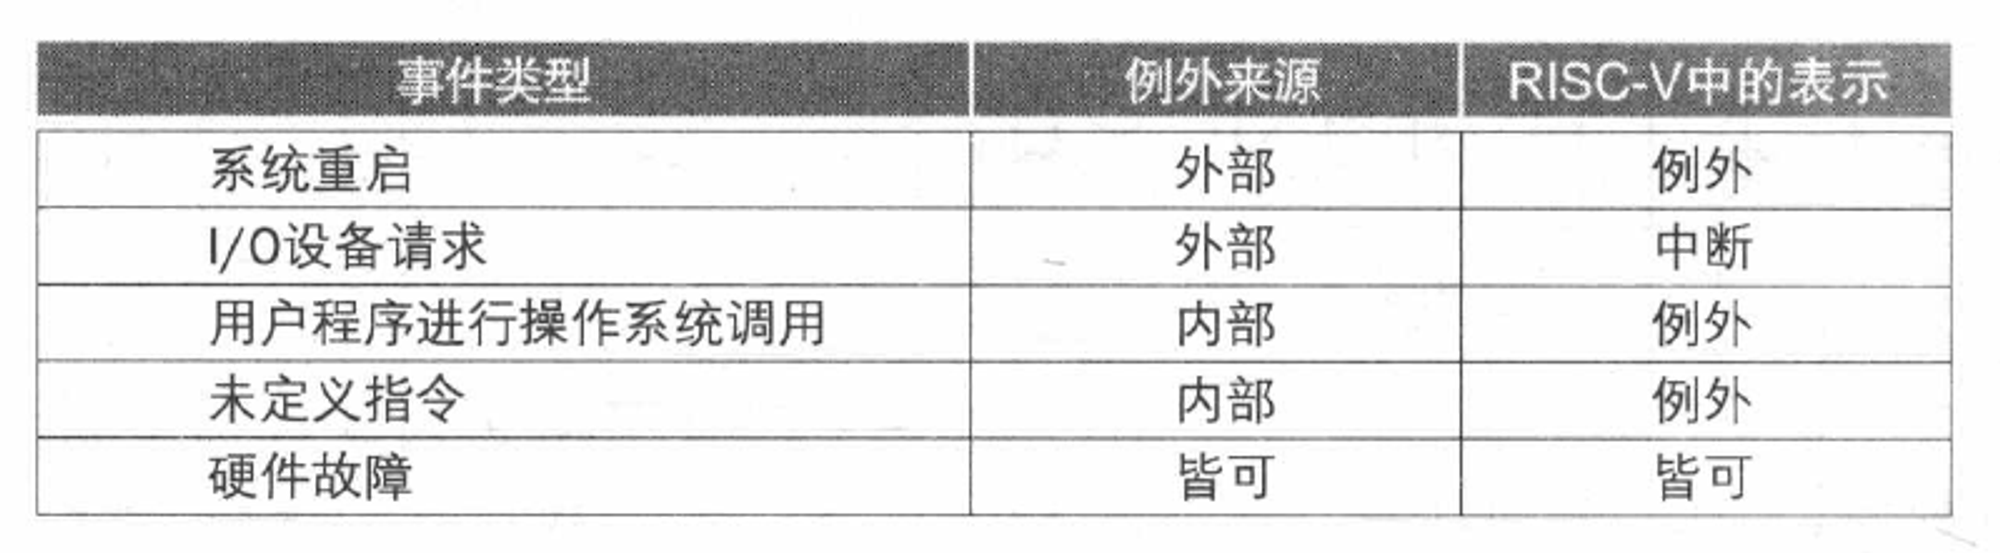 事件类型 例外来源 RISC-V中的表示
系统重启 外部 例外
I/O设备请求 外部 中断
用户程序进行操作系统调用 内部 例外
未定义指令 内部 例外
硬件故障 皆可 皆可